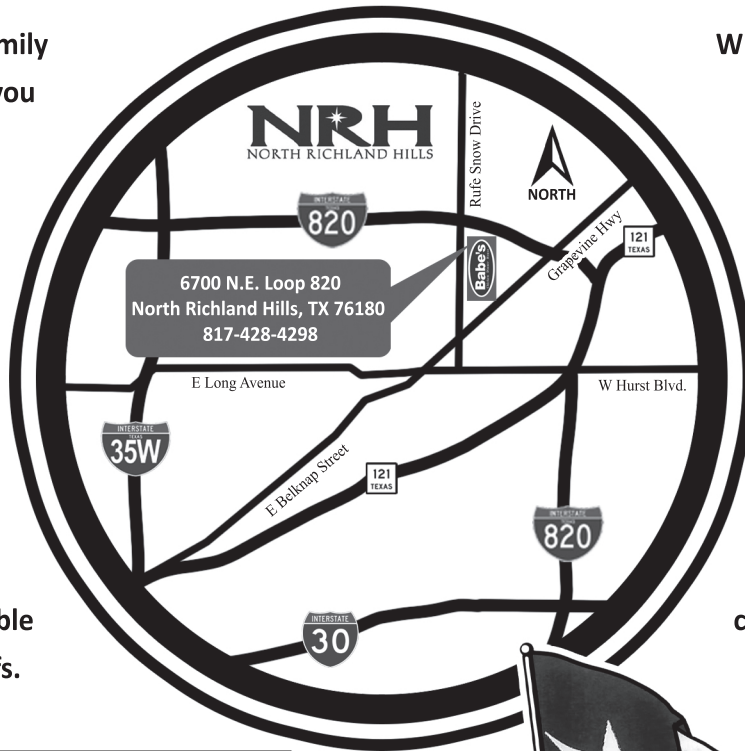 W
you
NRH
NORTH RICHLAND HILLS
Rufe Snow Drive
NORTH
INTERSTATE
TEXAS
820
Grapevine Hwy
121
TEXAS
Babe's
6700 N.E. Loop 820
North Richland Hills, TX 76180
817-428-4298
E Long Avenue
W Hurst Blvd.
INTERSTATE
TEXAS
35W
E Belknap Street
121
TEXAS
INTERSTATE
TEXAS
820
INTERSTATE
30
c